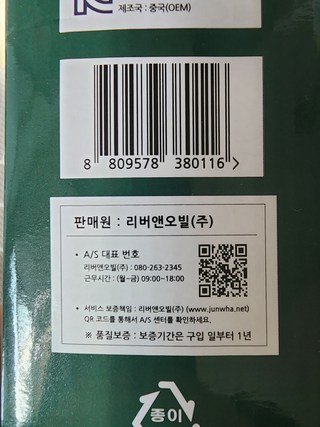 제조국 : 중국(OEM)
8 809578 380116 >
판매원 : 리버앤오빌(주)
• A/S 대표 번호
리버앤오빌(주) : 080-263-2345
근무시간 : (월~금) 09:00~18:00
• 서비스 보증책임 : 리버앤오빌(주) (www.junwha.net)
QR 코드를 통해서 A/S 센터를 확인하세요.
※ 품질보증 : 보증기간은 구입 일부터 1년
종이